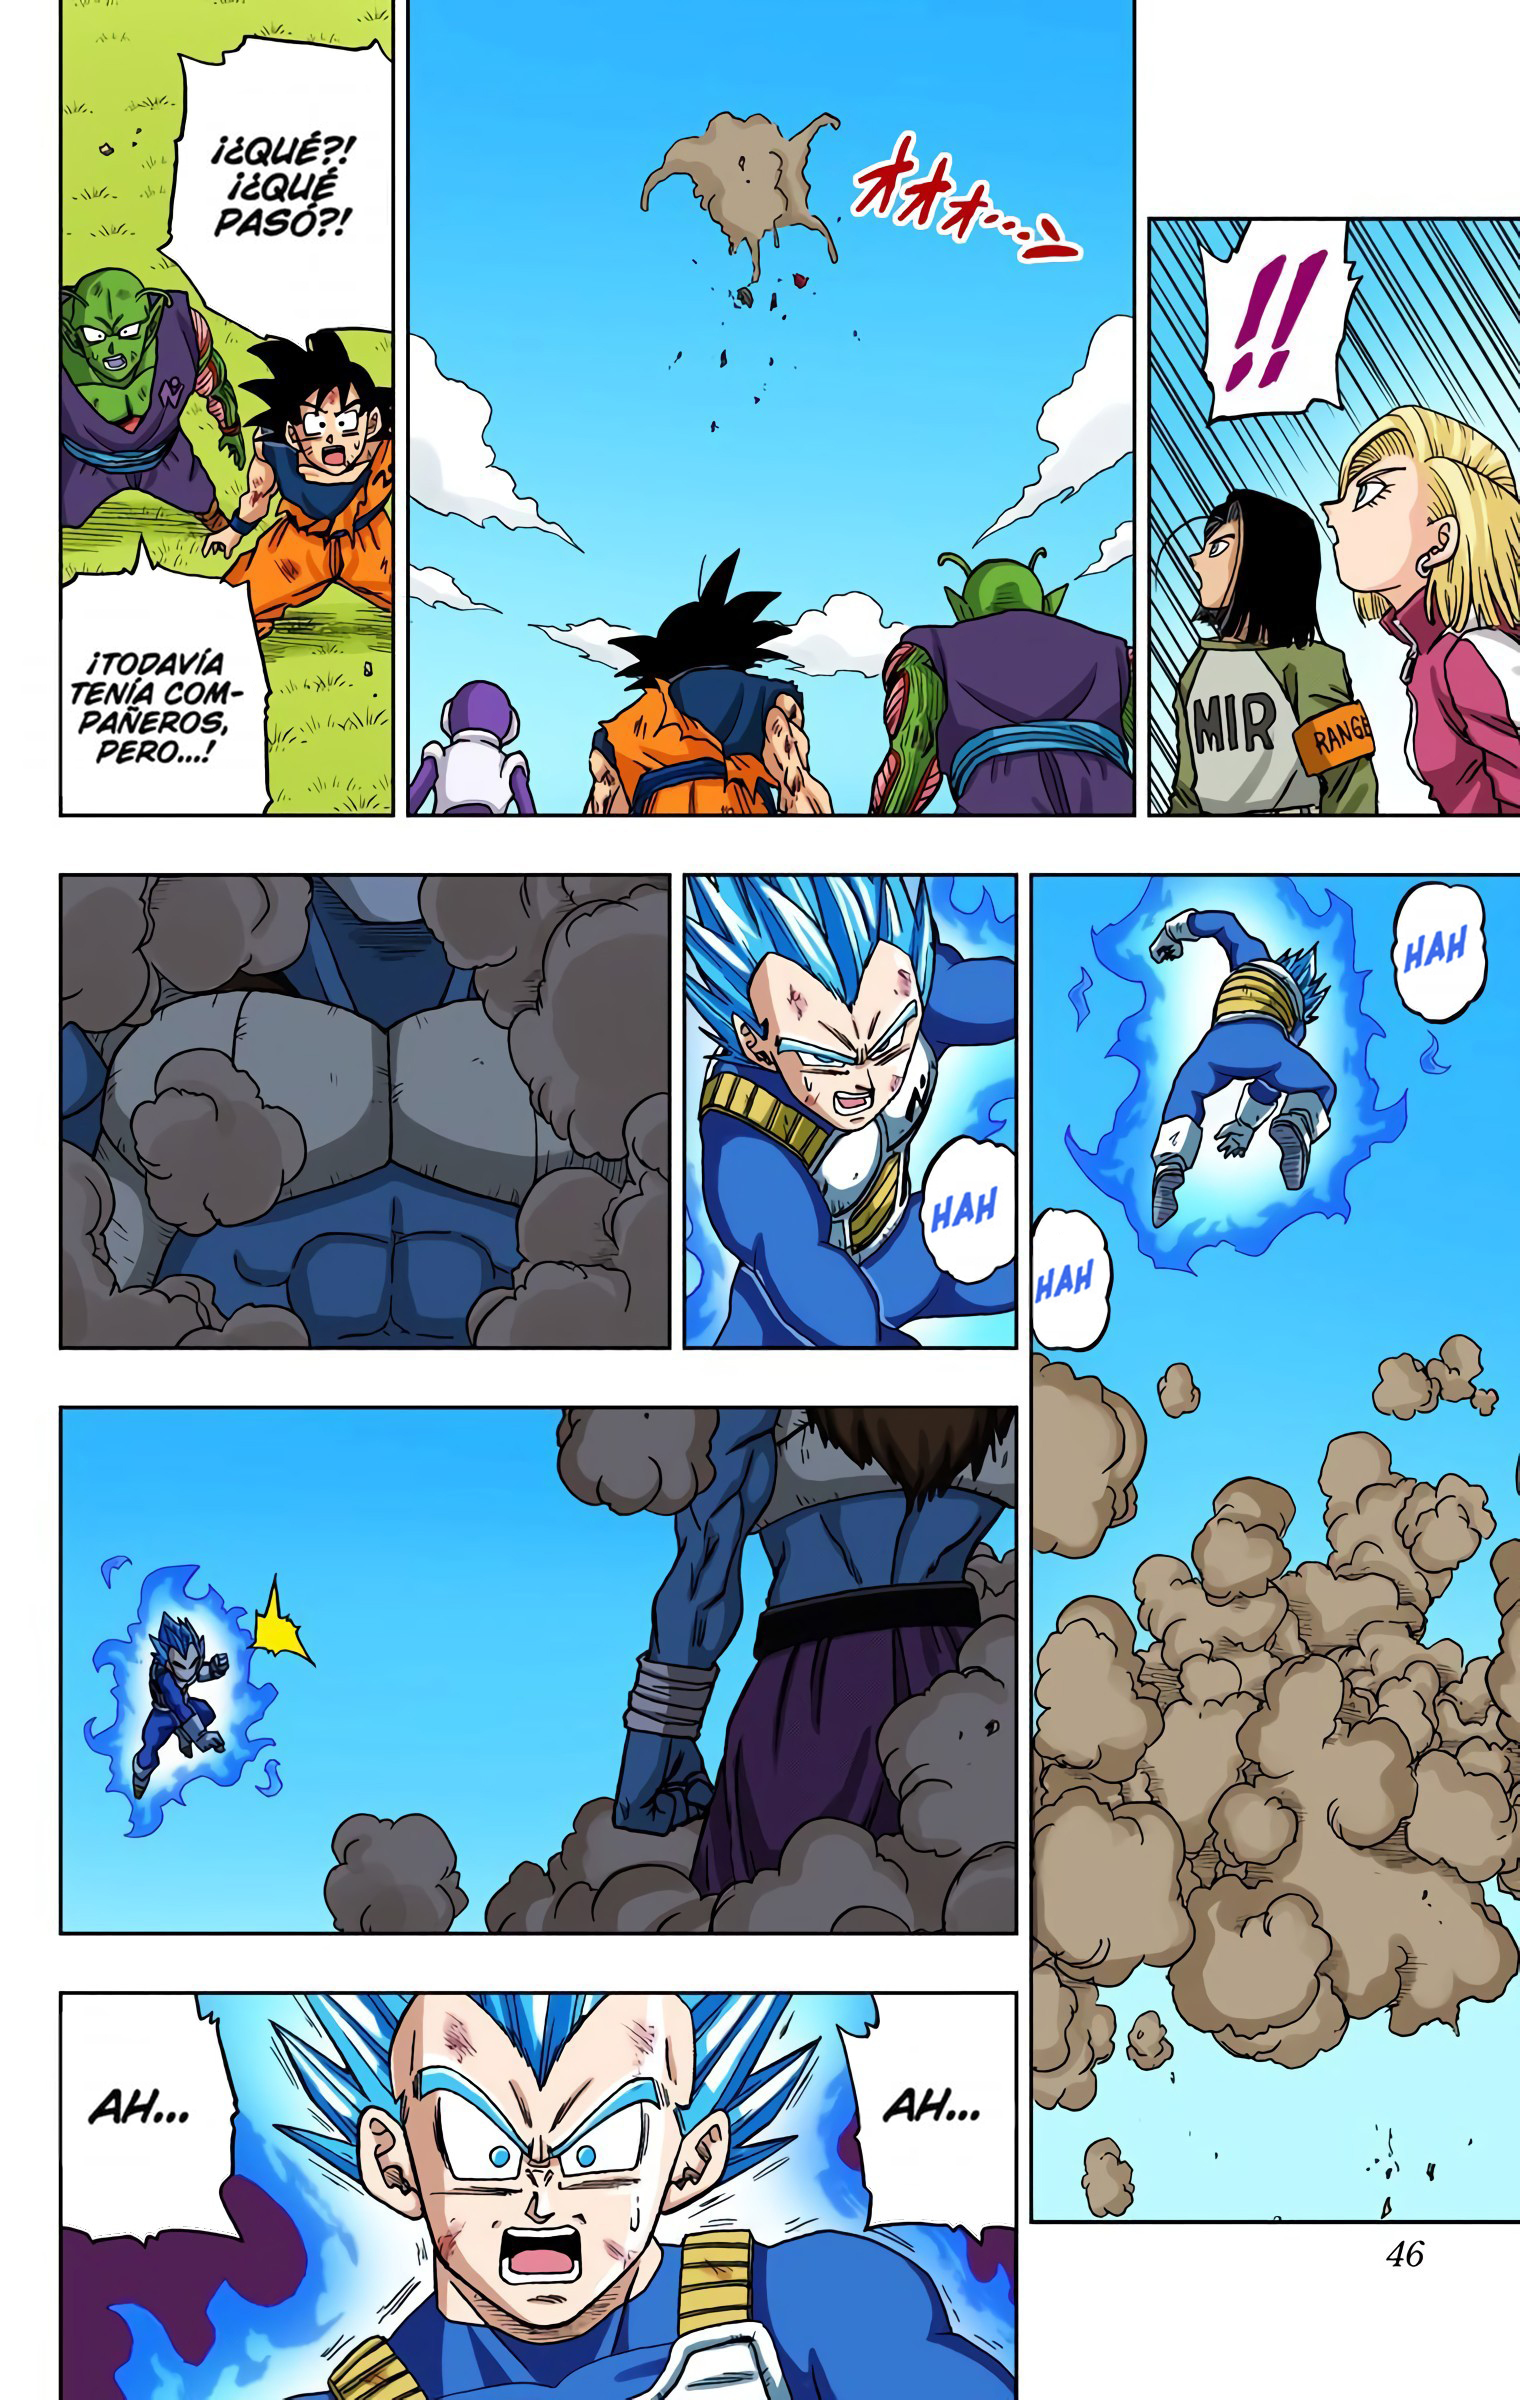 !!
MIR
RANGE
オオオ…ン
¡¿QUÉ?!
¡¿QUÉ
PASÓ?!
¡TODAVÍA
TENÍA COM-
PAÑEROS,
PERO...!
HAH
HAH
HAH
AH...
AH...
46